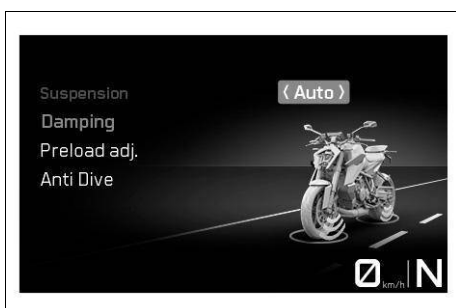 Suspension
‹ Auto ›
Damping
Preload adj.
Anti Dive
0 km/h N